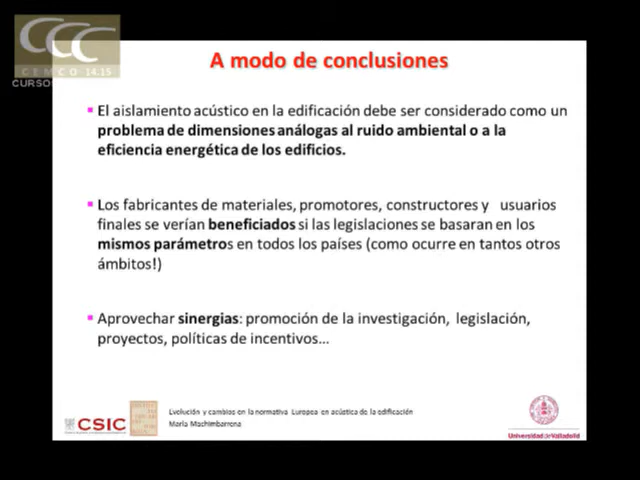 CCC
CEMCO 14.15
CURSOS
A modo de conclusiones
El aislamiento acústico en la edificación debe ser considerado como un
problema de dimensiones análogas al ruido ambiental o a la
eficiencia energética de los edificios.
Los fabricantes de materiales, promotores, constructores y usuarios
finales se verían beneficiados si las legislaciones se basaran en los
mismos parámetros en todos los países (como ocurre en tantos otros
ámbitos!)
Aprovechar sinergias: promoción de la investigación, legislación,
proyectos, políticas de incentivos...
Evolución y cambios en la normativa Europea en acústica de la edificación
María Machimbarrena
CSIC
Universidad de Valladolid